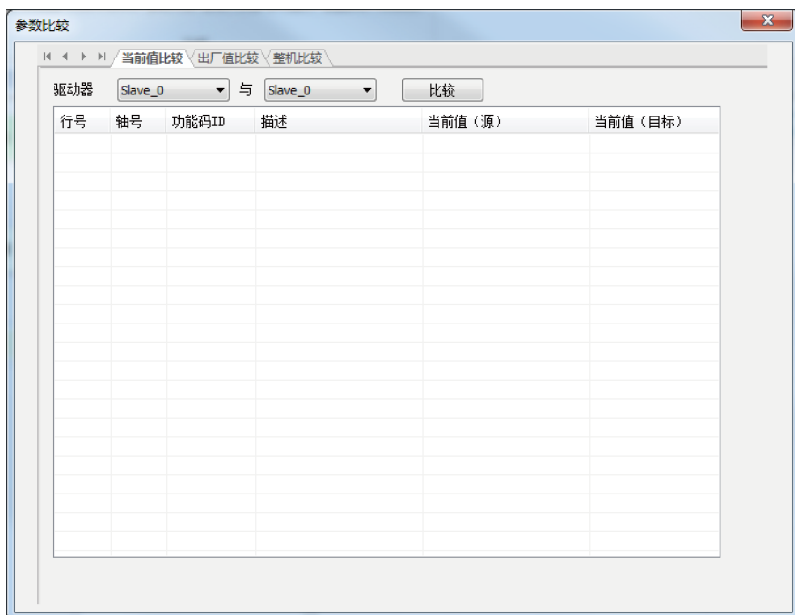 参数比较
当前值比较 出厂值比较 整机比较
驱动器 Slave_0 与 Slave_0 比较
行号 轴号 功能码ID 描述 当前值（源） 当前值（目标）